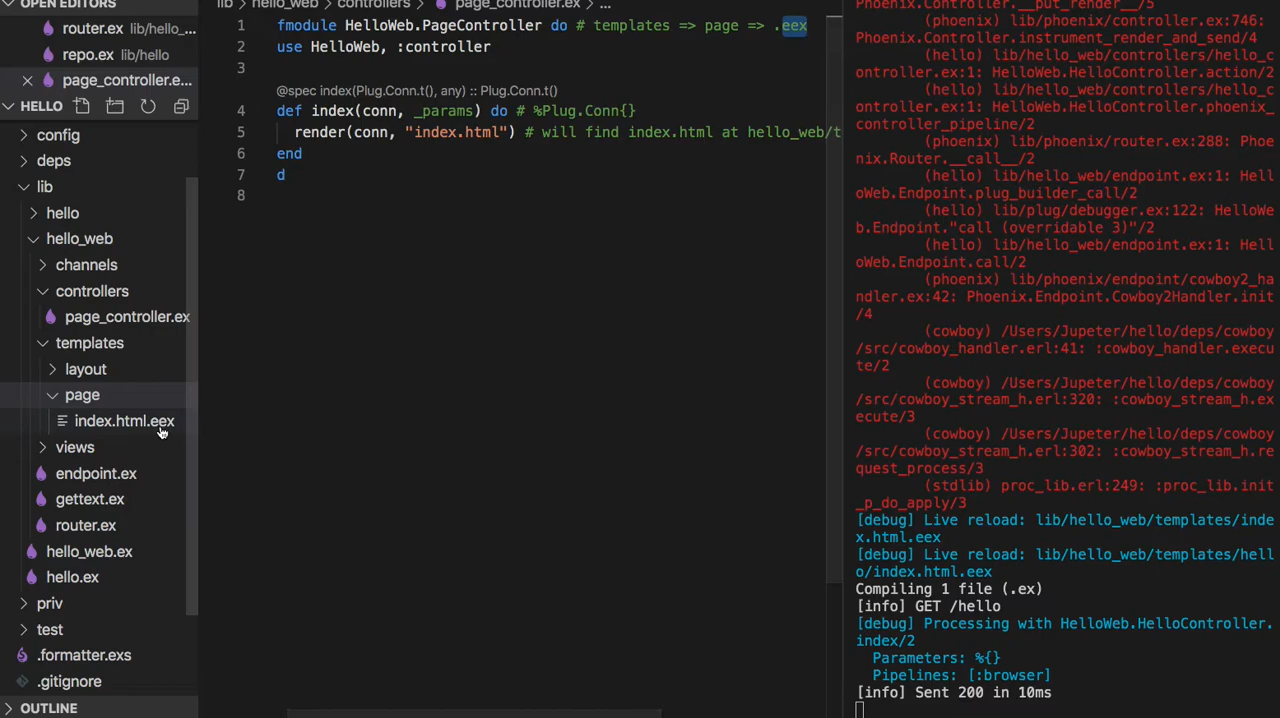 OPEN EDITORS
router.ex lib/hello_...
repo.ex lib/hello
page_controller.e...
HELLO
config
deps
lib
hello
hello_web
channels
controllers
page_controller.ex
templates
layout
page
index.html.eex
views
endpoint.ex
gettext.ex
router.ex
hello_web.ex
hello.ex
priv
test
.formatter.exs
.gitignore
OUTLINE
lib > hello_web > controllers > page_controller.ex > ...
1 fmodule HelloWeb.PageController do # templates => page => .eex
2 use HelloWeb, :controller
3
@spec index(Plug.Conn.t(), any) :: Plug.Conn.t()
4 def index(conn, _params) do # %Plug.Conn{}
5 render(conn, "index.html") # will find index.html at hello_web/t
6 end
7 d
8
Phoenix.Controller.__put_render__/5
(phoenix) lib/phoenix/controller.ex:746:
Phoenix.Controller.instrument_render_and_send/4
(hello) lib/hello_web/controllers/hello_c
ontroller.ex:1: HelloWeb.HelloController.action/2
(hello) lib/hello_web/controllers/hello_c
ontroller.ex:1: HelloWeb.HelloController.phoenix_
controller_pipeline/2
(phoenix) lib/phoenix/router.ex:288: Phoe
nix.Router.__call__/2
(hello) lib/hello_web/endpoint.ex:1: Hell
oWeb.Endpoint.plug_builder_call/2
(hello) lib/plug/debugger.ex:122: HelloWe
b.Endpoint."call (overridable 3)"/2
(hello) lib/hello_web/endpoint.ex:1: Hell
oWeb.Endpoint.call/2
(phoenix) lib/phoenix/endpoint/cowboy2_ha
ndler.ex:42: Phoenix.Endpoint.Cowboy2Handler.init
/4
(cowboy) /Users/Jupeter/hello/deps/cowboy
/src/cowboy_handler.erl:41: :cowboy_handler.execu
te/2
(cowboy) /Users/Jupeter/hello/deps/cowboy
/src/cowboy_stream_h.erl:320: :cowboy_stream_h.ex
ecute/3
(cowboy) /Users/Jupeter/hello/deps/cowboy
/src/cowboy_stream_h.erl:302: :cowboy_stream_h.re
quest_process/3
(stdlib) proc_lib.erl:249: :proc_lib.init
_p_do_apply/3
[debug] Live reload: lib/hello_web/templates/inde
x.html.eex
[debug] Live reload: lib/hello_web/templates/hell
o/index.html.eex
Compiling 1 file (.ex)
[info] GET /hello
[debug] Processing with HelloWeb.HelloController.
index/2
Parameters: %{}
Pipelines: [:browser]
[info] Sent 200 in 10ms